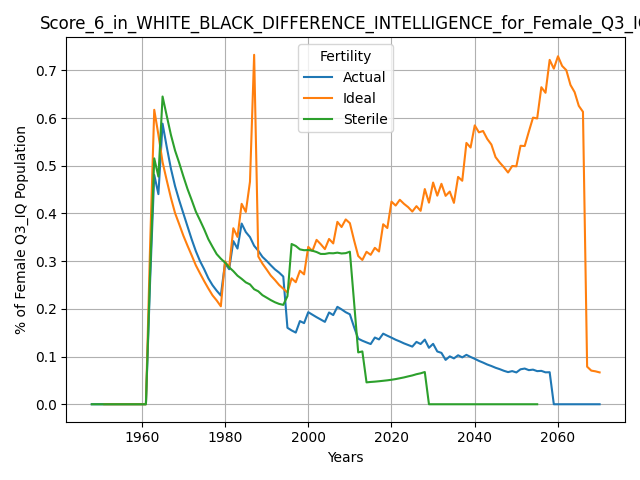 Score_6_in_WHITE_BLACK_DIFFERENCE_INTELLIGENCE_for_Female_Q3_IQ
Fertility
Actual
Ideal
Sterile
% of Female Q3_IQ Population
0.7
0.6
0.5
0.4
0.3
0.2
0.1
0.0
1960 1980 2000 2020 2040 2060
Years